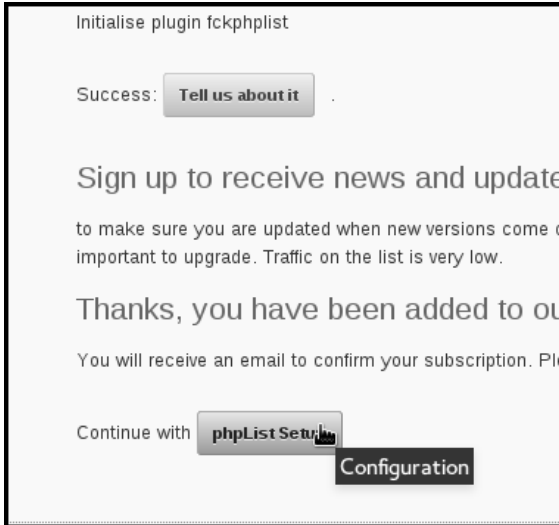 Initialise plugin fckphplist
Success: Tell us about it .
Sign up to receive news and update
to make sure you are updated when new versions come
important to upgrade. Traffic on the list is very low.
Thanks, you have been added to ou
You will receive an email to confirm your subscription. Ple
Continue with phpList Setup
Configuration